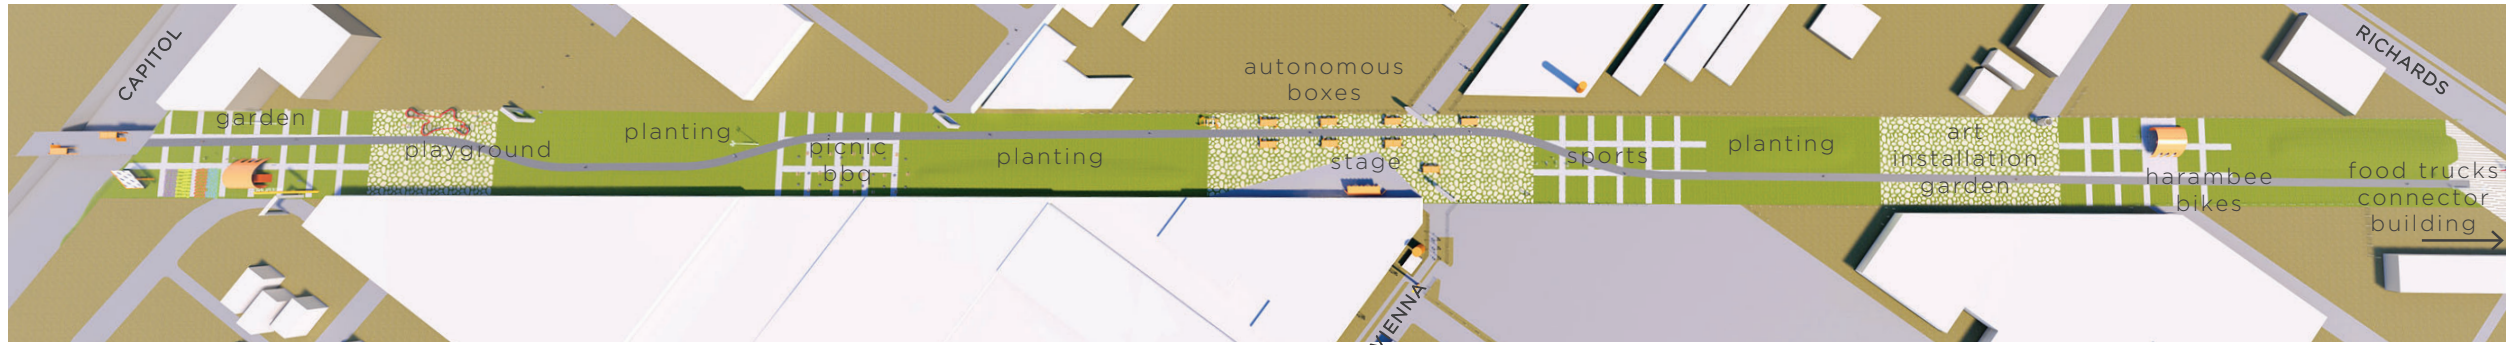 CAPITOL
garden
playground
planting
picnic
bbq
planting
autonomous
boxes
stage
VIENNA
sports
planting
art
installation
garden
harambee
bikes
RICHARDS
food trucks
connector
building